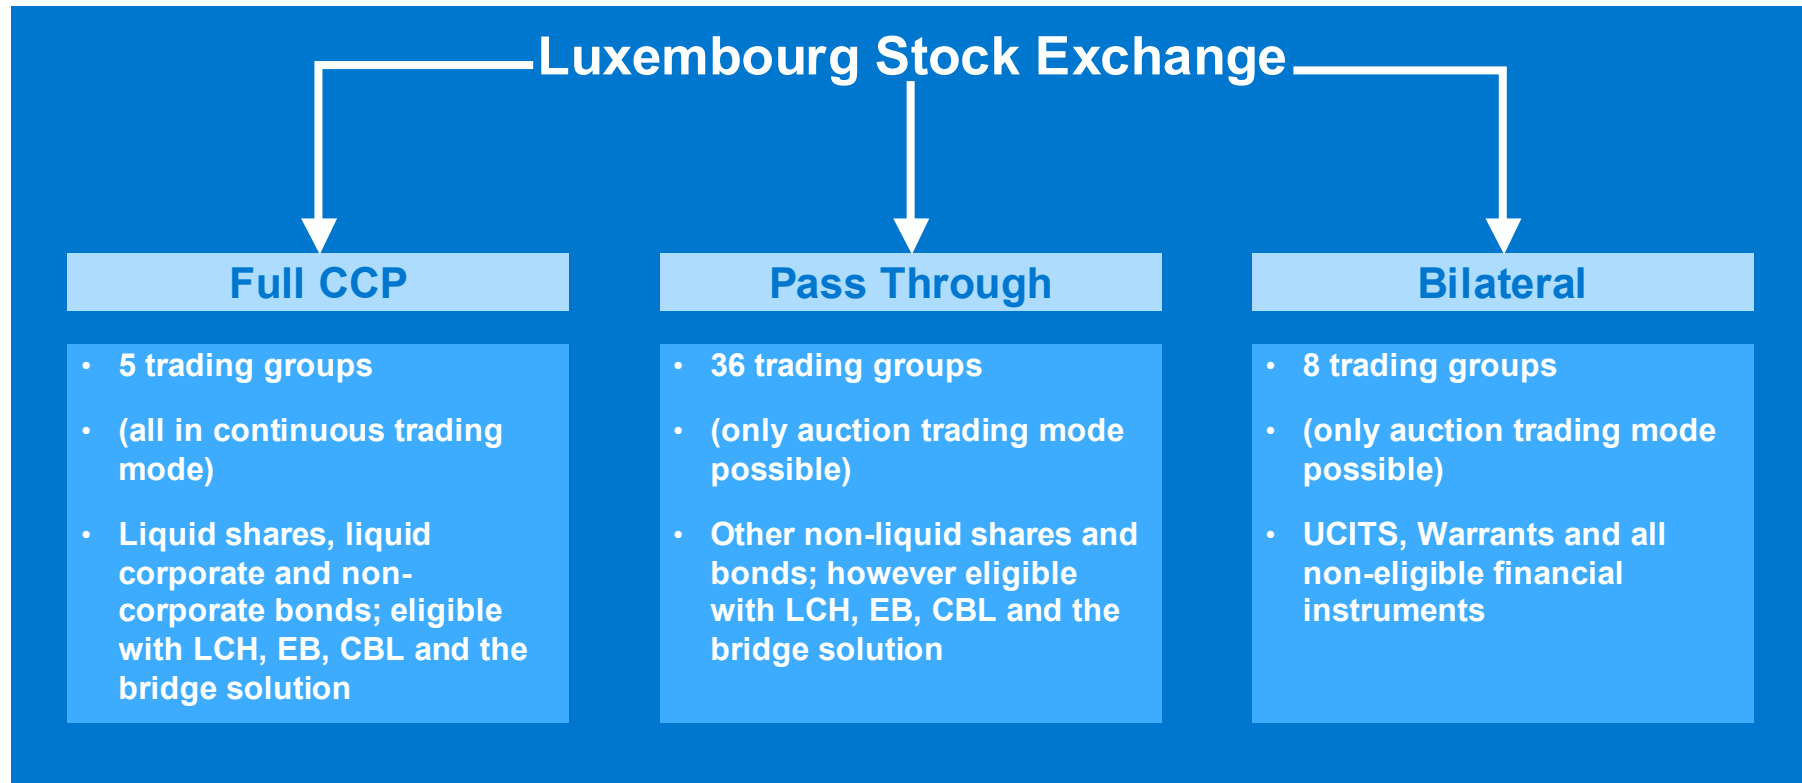 Luxembourg Stock Exchange
Full CCP
• 5 trading groups
• (all in continuous trading
mode)
• Liquid shares, liquid
corporate and non-
corporate bonds; eligible
with LCH, EB, CBL and the
bridge solution
Pass Through
• 36 trading groups
• (only auction trading mode
possible)
• Other non-liquid shares and
bonds; however eligible
with LCH, EB, CBL and the
bridge solution
Bilateral
• 8 trading groups
• (only auction trading mode
possible)
• UCITS, Warrants and all
non-eligible financial
instruments